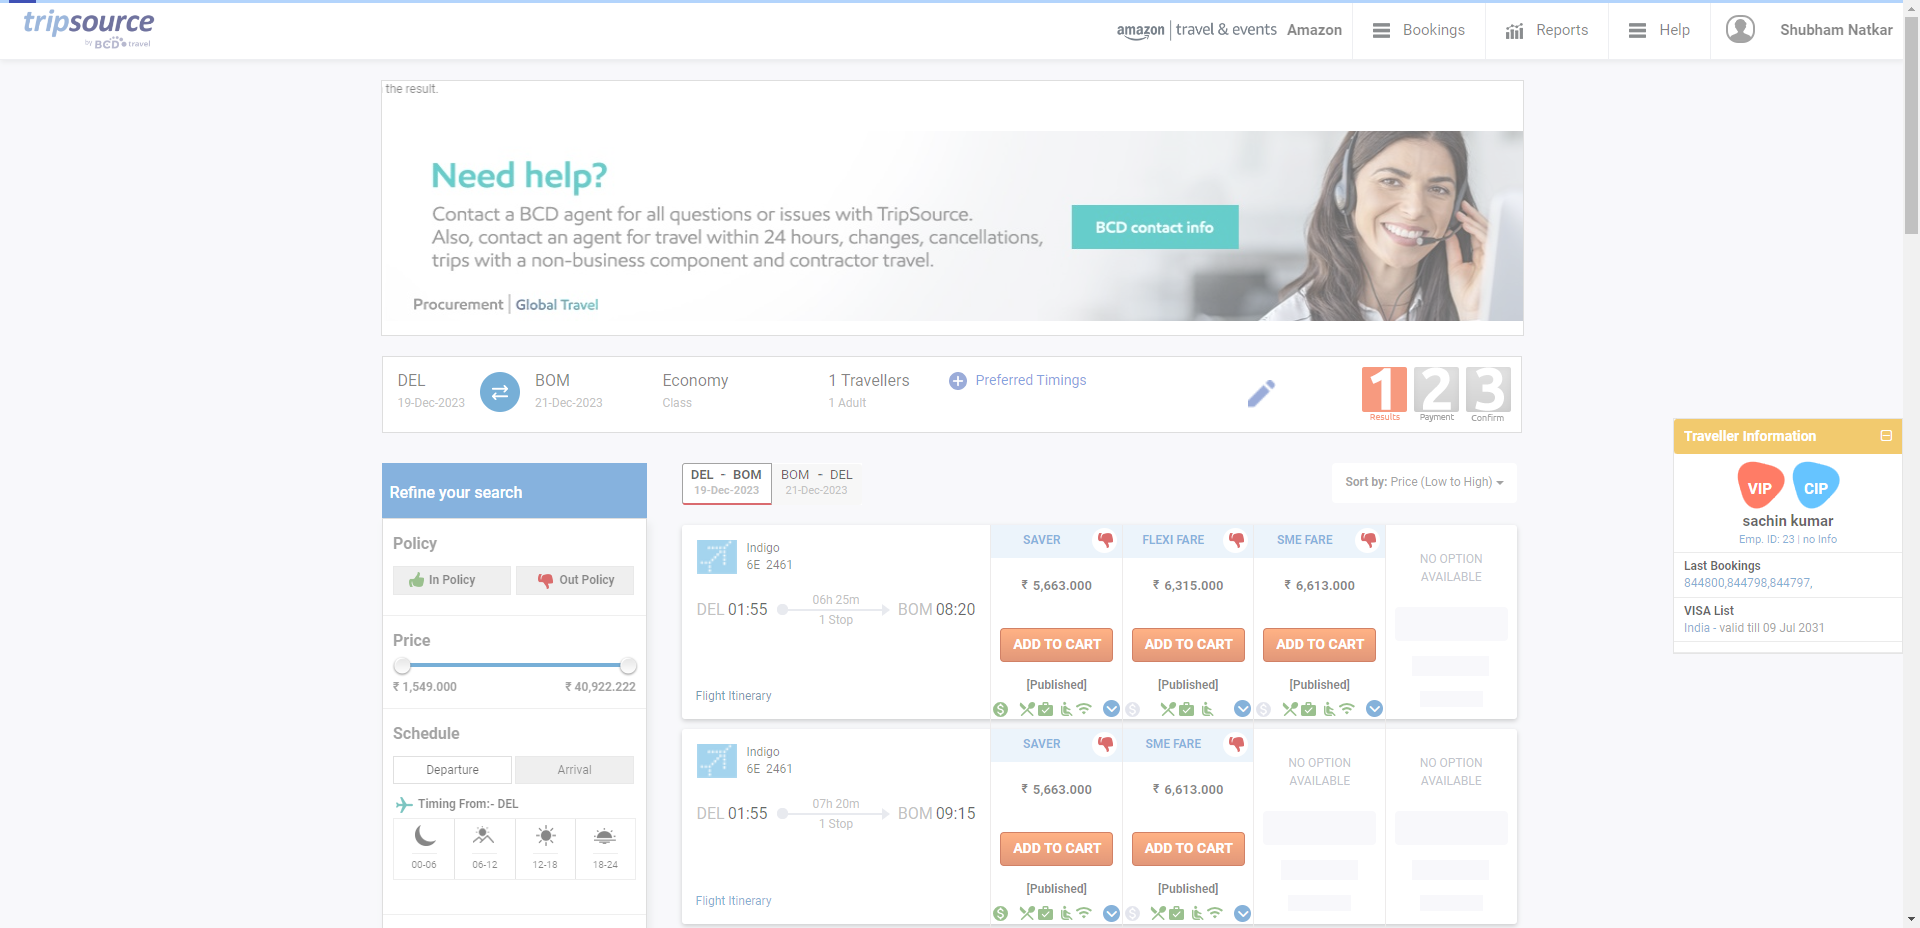 tripsource
by BCD travel
amazon | travel & events Amazon
Bookings
Reports
Help
Shubham Natkar
the result.
Need help?
Contact a BCD agent for all questions or issues with TripSource.
Also, contact an agent for travel within 24 hours, changes, cancellations,
trips with a non-business component and contractor travel.
BCD contact info
Procurement | Global Travel
DEL
19-Dec-2023
BOM
21-Dec-2023
Economy
Class
1 Travellers
1 Adult
Preferred Timings
1
Results
2
Payment
3
Confirm
Traveller Information
VIP
CIP
sachin kumar
Emp. ID: 23 | no Info
Last Bookings
844800,844798,844797,
VISA List
India - valid till 09 Jul 2031
Refine your search
Policy
In Policy
Out Policy
Price
₹ 1,549.000
₹ 40,922.222
Schedule
Departure
Arrival
Timing From:- DEL
00-06
06-12
12-18
18-24
DEL - BOM
19-Dec-2023
BOM - DEL
21-Dec-2023
Sort by: Price (Low to High)
Indigo
6E 2461
DEL 01:55
06h 25m
1 Stop
BOM 08:20
Flight Itinerary
SAVER
₹ 5,663.000
ADD TO CART
[Published]
FLEXI FARE
₹ 6,315.000
ADD TO CART
[Published]
SME FARE
₹ 6,613.000
ADD TO CART
[Published]
NO OPTION
AVAILABLE
Indigo
6E 2461
DEL 01:55
07h 20m
1 Stop
BOM 09:15
Flight Itinerary
SAVER
₹ 5,663.000
ADD TO CART
[Published]
SME FARE
₹ 6,613.000
ADD TO CART
[Published]
NO OPTION
AVAILABLE
NO OPTION
AVAILABLE